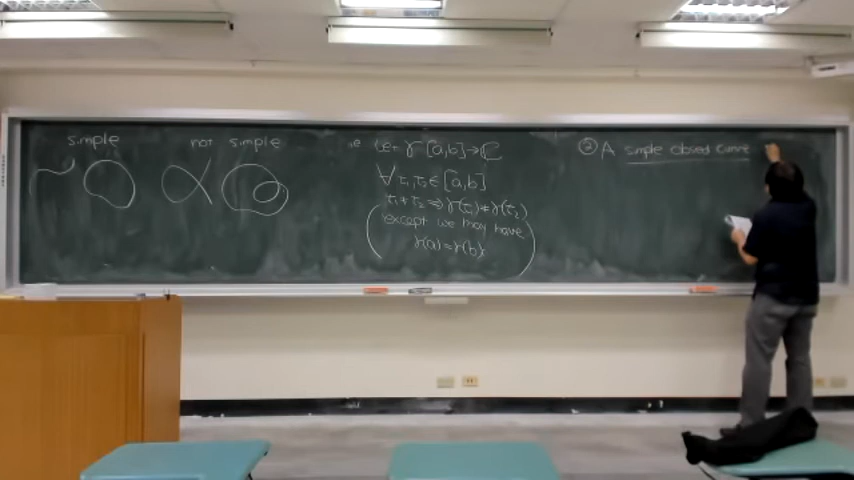 simple
not simple
ie let γ [a,b]→ℂ
∀ t₁,t₂ ∈ [a,b]
t₁≠t₂ ⇒ γ(t₁)≠γ(t₂)
(except we may have
γ(a)=γ(b))
② A simple closed curve